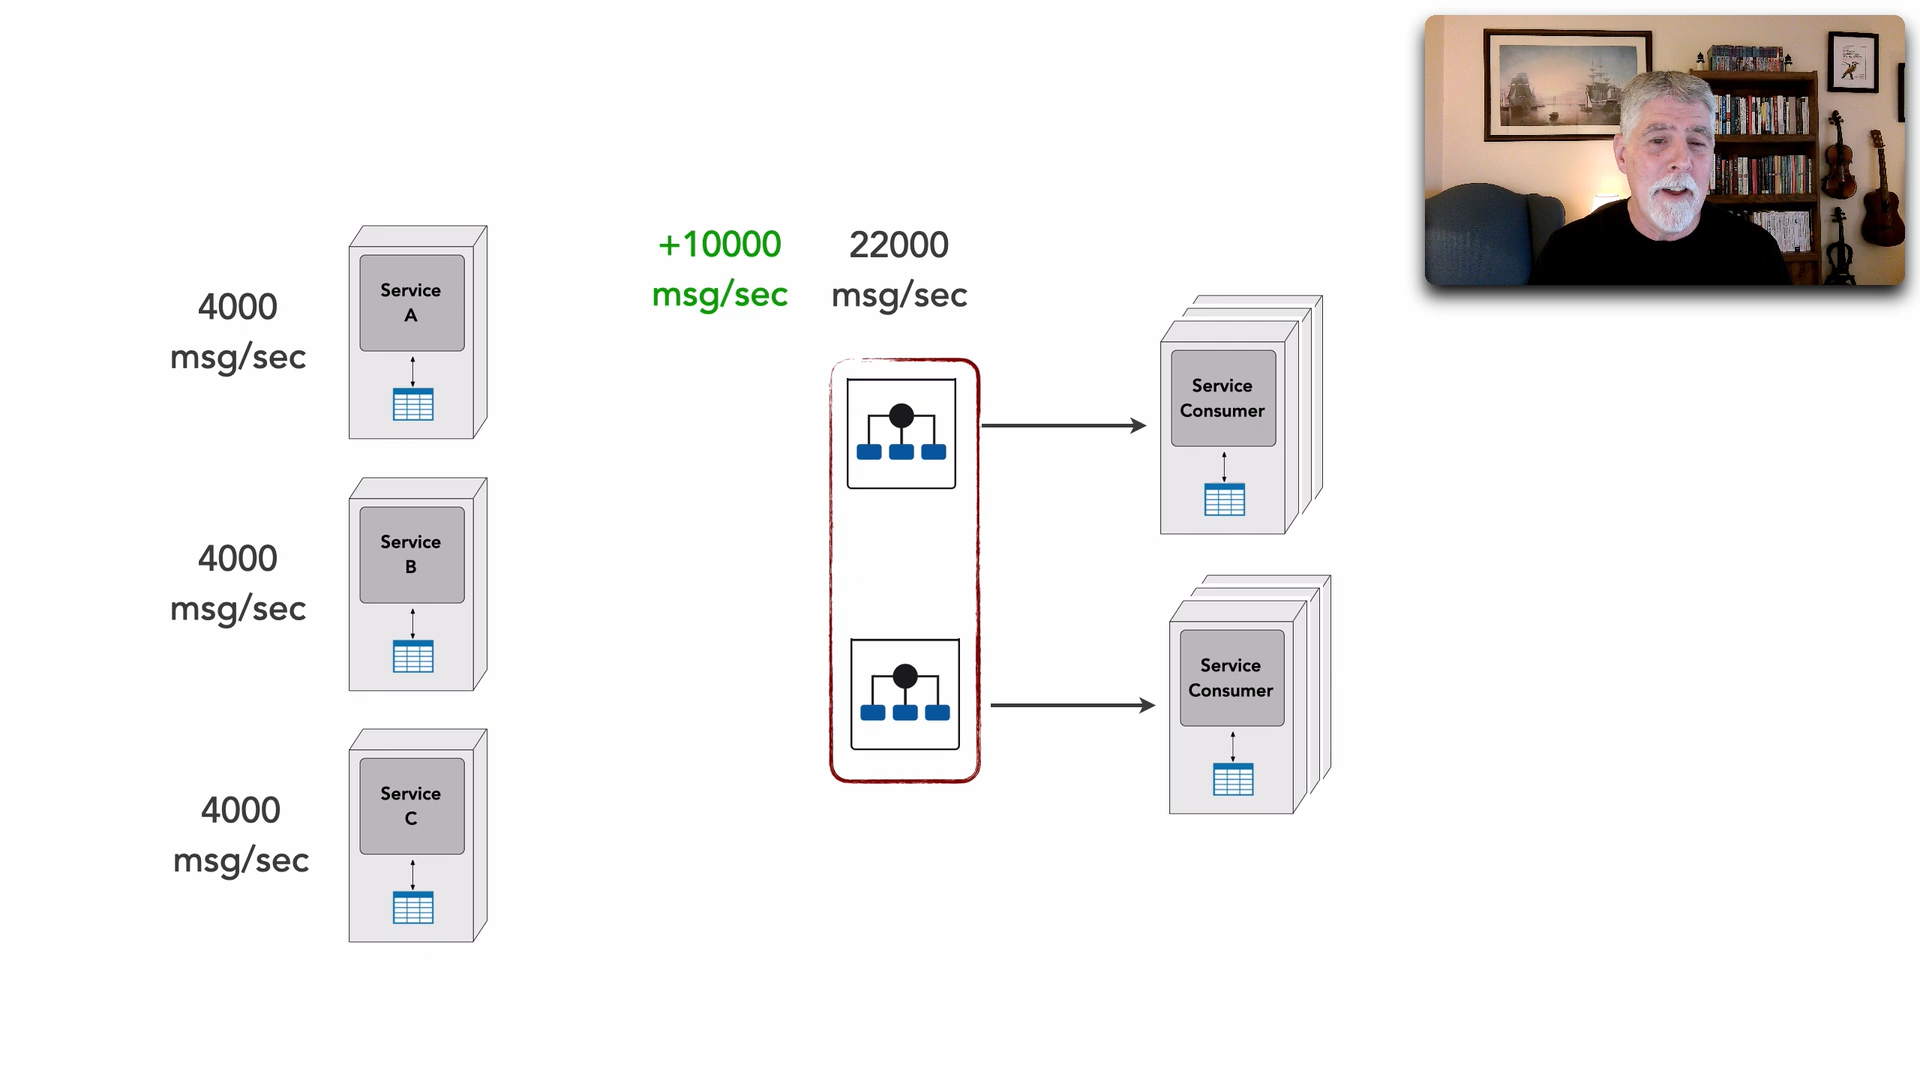 4000
msg/sec
Service
A
4000
msg/sec
Service
B
4000
msg/sec
Service
C
+10000
msg/sec
22000
msg/sec
Service
Consumer
Service
Consumer